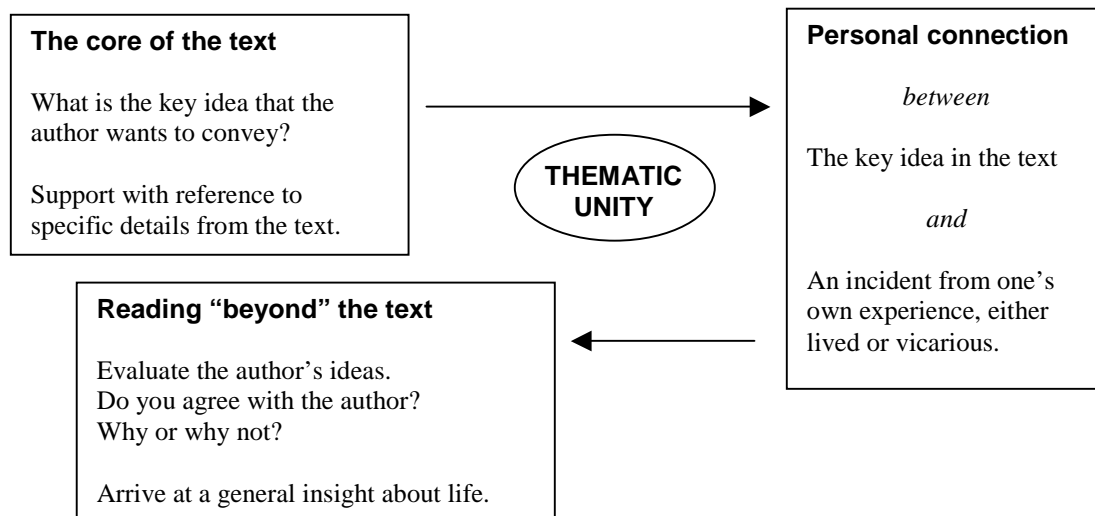 The core of the text
What is the key idea that the
author wants to convey?
Support with reference to
specific details from the text.
THEMATIC
UNITY
Personal connection
between
The key idea in the text
and
An incident from one’s
own experience, either
lived or vicarious.
Reading “beyond” the text
Evaluate the author’s ideas.
Do you agree with the author?
Why or why not?
Arrive at a general insight about life.